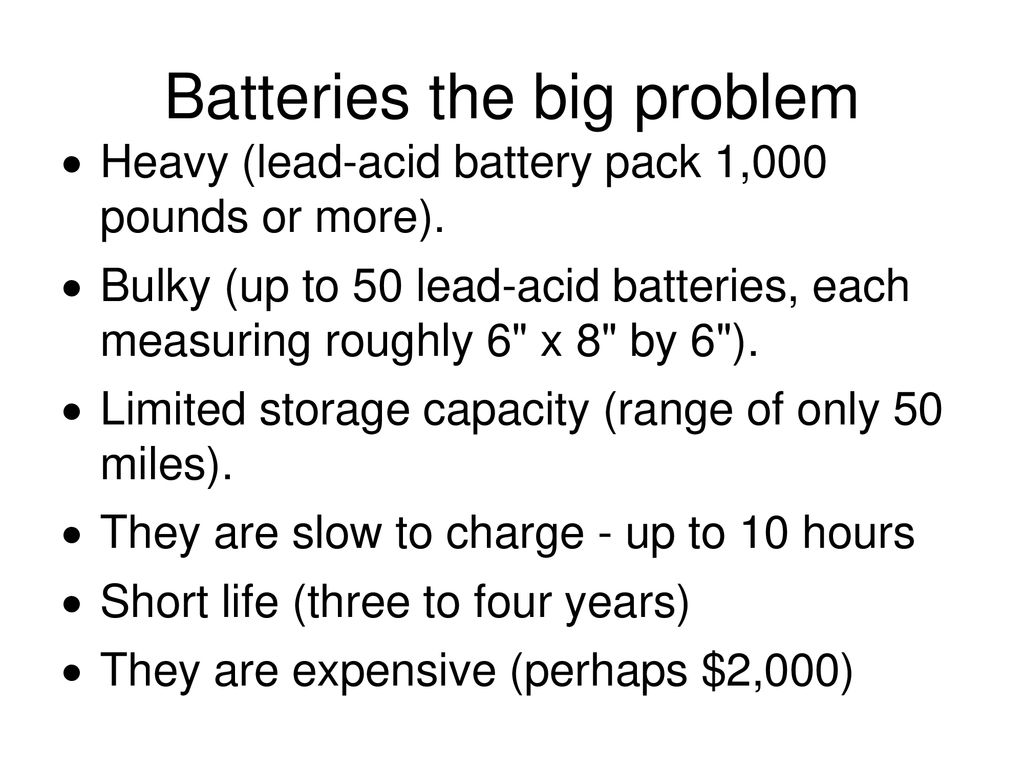 Batteries the big problem
• Heavy (lead-acid battery pack 1,000
pounds or more).
• Bulky (up to 50 lead-acid batteries, each
measuring roughly 6" x 8" by 6").
• Limited storage capacity (range of only 50
miles).
• They are slow to charge - up to 10 hours
• Short life (three to four years)
• They are expensive (perhaps $2,000)